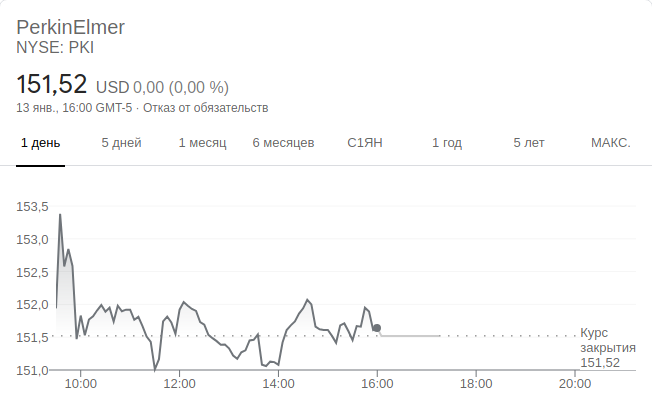 PerkinElmer
NYSE: PKI
151,52 USD 0,00 (0,00 %)
13 янв., 16:00 GMT-5 · Отказ от обязательств
1 день 5 дней 1 месяц 6 месяцев С1ЯН 1 год 5 лет МАКС.
153,5
153,0
152,5
152,0
151,5
151,0
Курс
закрытия
151,52
10:00 12:00 14:00 16:00 18:00 20:00